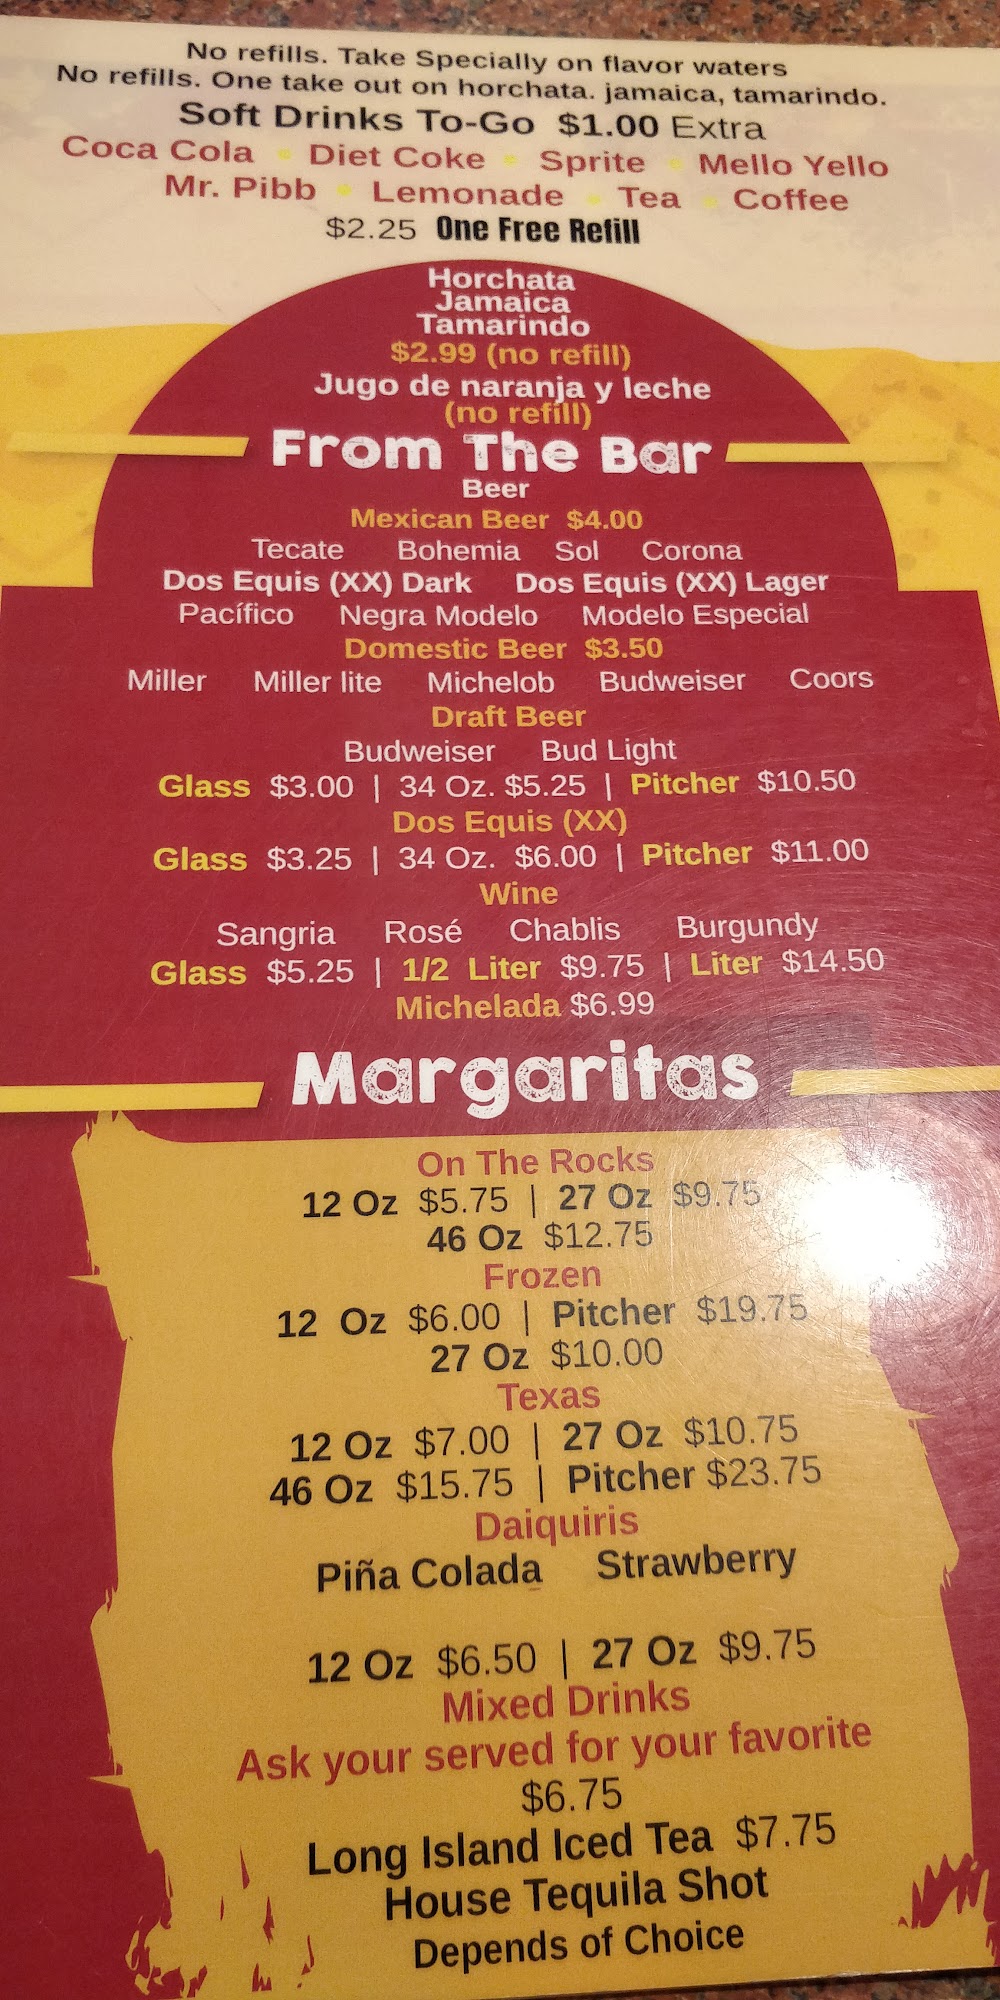 No refills. Take Specially on flavor waters
No refills. One take out on horchata. jamaica, tamarindo.
Soft Drinks To-Go $1.00 Extra
Coca Cola • Diet Coke • Sprite • Mello Yello
Mr. Pibb • Lemonade • Tea • Coffee
$2.25 One Free Refill
Horchata
Jamaica
Tamarindo
$2.99 (no refill)
Jugo de naranja y leche
(no refill)
From The Bar
Beer
Mexican Beer $4.00
Tecate Bohemia Sol Corona
Dos Equis (XX) Dark Dos Equis (XX) Lager
Pacífico Negra Modelo Modelo Especial
Domestic Beer $3.50
Miller Miller lite Michelob Budweiser Coors
Draft Beer
Budweiser Bud Light
Glass $3.00 | 34 Oz. $5.25 | Pitcher $10.50
Dos Equis (XX)
Glass $3.25 | 34 Oz. $6.00 | Pitcher $11.00
Wine
Sangria Rosé Chablis Burgundy
Glass $5.25 | 1/2 Liter $9.75 | Liter $14.50
Michelada $6.99
Margaritas
On The Rocks
12 Oz $5.75 | 27 Oz $9.75
46 Oz $12.75
Frozen
12 Oz $6.00 | Pitcher $19.75
27 Oz $10.00
Texas
12 Oz $7.00 | 27 Oz $10.75
46 Oz $15.75 | Pitcher $23.75
Daiquiris
Piña Colada Strawberry
12 Oz $6.50 | 27 Oz $9.75
Mixed Drinks
Ask your served for your favorite
$6.75
Long Island Iced Tea $7.75
House Tequila Shot
Depends of Choice